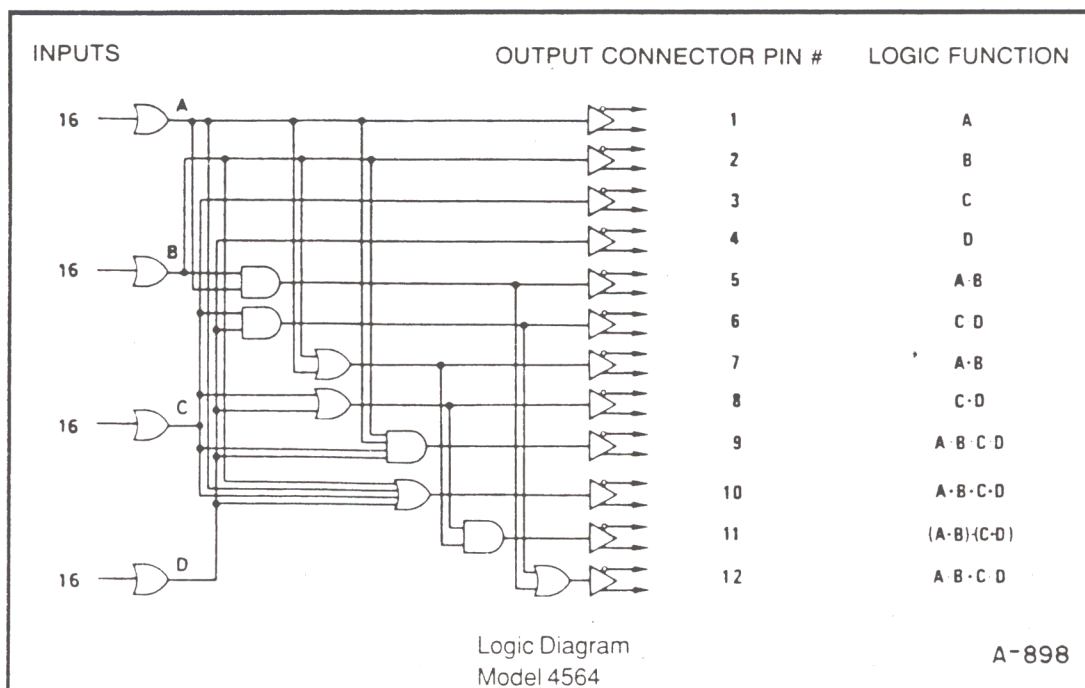 INPUTS OUTPUT CONNECTOR PIN # LOGIC FUNCTION
16 A 1 A
2 B
3 C
4 D
16 B 5 A·B
6 C D
7 A·B
16 C 8 C·D
9 A·B·C·D
10 A·B·C·D
11 (A·B)·(C·D)
16 D 12 A·B·C·D
Logic Diagram
Model 4564
A-898